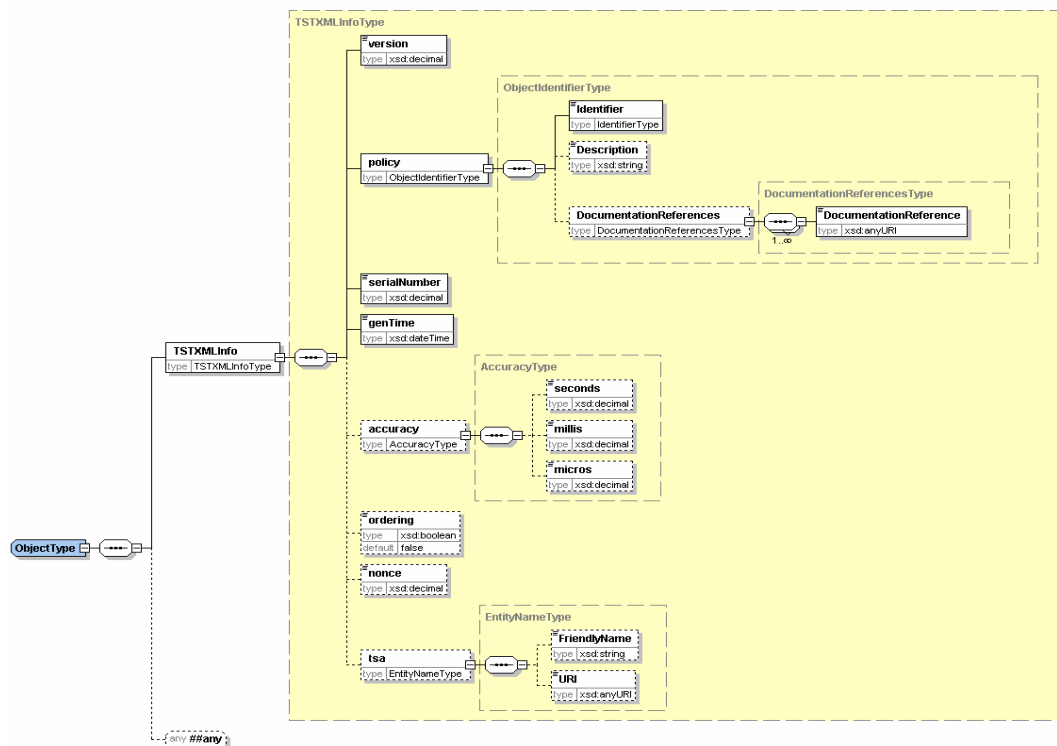 TSTXMLInfoType
version
type xsd:decimal
ObjectIdentifierType
Identifier
type IdentifierType
Description
type xsd:string
policy
type ObjectIdentifierType
DocumentationReferencesType
DocumentationReferences
type DocumentationReferencesType
DocumentationReference
type xsd:anyURI
1..∞
serialNumber
type xsd:decimal
genTime
type xsd:dateTime
TSTXMLInfo
type TSTXMLInfoType
AccuracyType
seconds
type xsd:decimal
accuracy
type AccuracyType
millis
type xsd:decimal
micros
type xsd:decimal
ObjectType
ordering
type xsd:boolean
default false
nonce
type xsd:decimal
EntityNameType
FriendlyName
type xsd:string
tsa
type EntityNameType
URI
type xsd:anyURI
any ##any